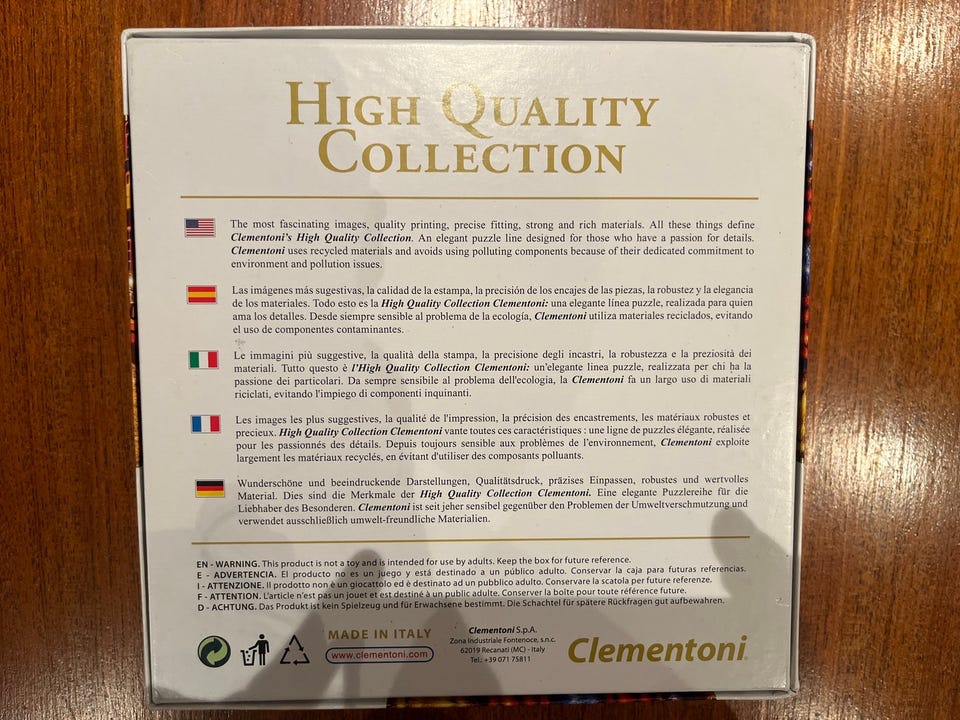 HIGH QUALITY
COLLECTION
The most fascinating images, quality printing, precise fitting, strong and rich materials. All these things define
Clementoni's High Quality Collection. An elegant puzzle line designed for those who have a passion for details.
Clementoni uses recycled materials and avoids using polluting components because of their dedicated commitment to
environment and pollution issues.
Las imágenes más sugestivas, la calidad de la estampa, la precisión de los encajes de las piezas, la robustez y la elegancia
de los materiales. Todo esto es la High Quality Collection Clementoni: una elegante línea puzzle, realizada para quien
ama los detalles. Desde siempre sensible al problema de la ecología, Clementoni utiliza materiales reciclados, evitando
el uso de componentes contaminantes.
Le immagini più suggestive, la qualità della stampa, la precisione degli incastri, la robustezza e la preziosità dei
materiali. Tutto questo è l'High Quality Collection Clementoni: un'elegante linea puzzle, realizzata per chi ha la
passione dei particolari. Da sempre sensibile al problema dell'ecologia, la Clementoni fa un largo uso di materiali
riciclati, evitando l'impiego di componenti inquinanti.
Les images les plus suggestives, la qualité de l'impression, la précision des encastrements, les matériaux robustes et
precieux. High Quality Collection Clementoni vante toutes ces caractéristiques : une ligne de puzzles élégante, réalisée
pour les passionnés des détails. Depuis toujours sensible aux problèmes de l'environnement, Clementoni exploite
largement les matériaux recyclés, en évitant d'utiliser des composants polluants.
Wunderschöne und beeindruckende Darstellungen, Qualitätsdruck, präzises Einpassen, robustes und wertvolles
Material. Dies sind die Merkmale der High Quality Collection Clementoni. Eine elegante Puzzlereihe für die
Liebhaber des Besonderen. Clementoni ist seit jeher sensibel gegenüber den Problemen der Umweltverschmutzung und
verwendet ausschließlich umwelt-freundliche Materialien.
EN - WARNING. This product is not a toy and is intended for use by adults. Keep the box for future reference.
E - ADVERTENCIA. El producto no es un juego y está destinado a un público adulto. Conservar la caja para futuras referencias.
I - ATTENZIONE. Il prodotto non è un giocattolo ed è destinato ad un pubblico adulto. Conservare la scatola per future referenze.
F - ATTENTION. L'article n'est pas un jouet et est destiné à un public adulte. Conserver la boîte pour toute référence future.
D - ACHTUNG. Das Produkt ist kein Spielzeug und für Erwachsene bestimmt. Die Schachtel für spätere Rückfragen gut aufbewahren.
MADE IN ITALY
www.clementoni.com
Clementoni S.p.A.
Zona Industriale Fontenoce, s.n.c.
62019 Recanati (MC) - Italy
Tel.: +39 071 75811
Clementoni